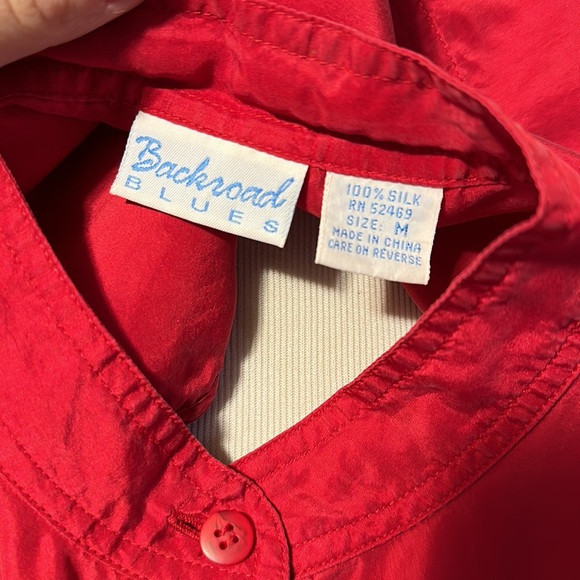 Backroad
BLUES
100% SILK
RN 52469
SIZE: M
MADE IN CHINA
CARE ON REVERSE